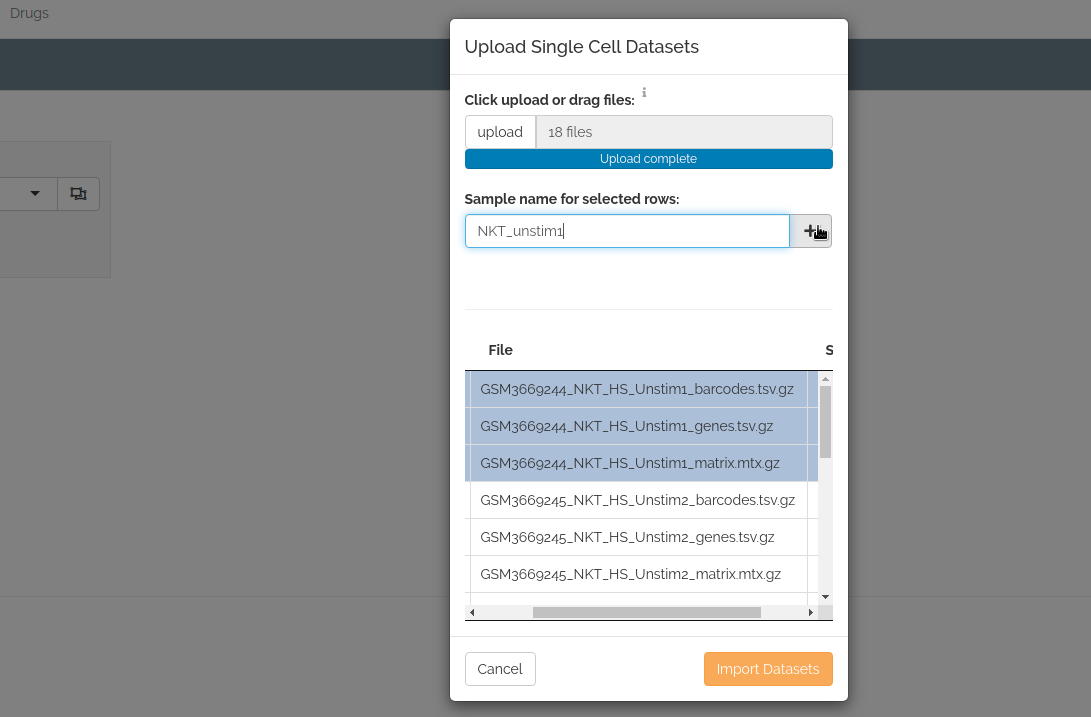 Drugs
Upload Single Cell Datasets
Click upload or drag files: i
upload 18 files
Upload complete
Sample name for selected rows:
NKT_unstim1
File S
GSM3669244_NKT_HS_Unstim1_barcodes.tsv.gz
GSM3669244_NKT_HS_Unstim1_genes.tsv.gz
GSM3669244_NKT_HS_Unstim1_matrix.mtx.gz
GSM3669245_NKT_HS_Unstim2_barcodes.tsv.gz
GSM3669245_NKT_HS_Unstim2_genes.tsv.gz
GSM3669245_NKT_HS_Unstim2_matrix.mtx.gz
Cancel Import Datasets